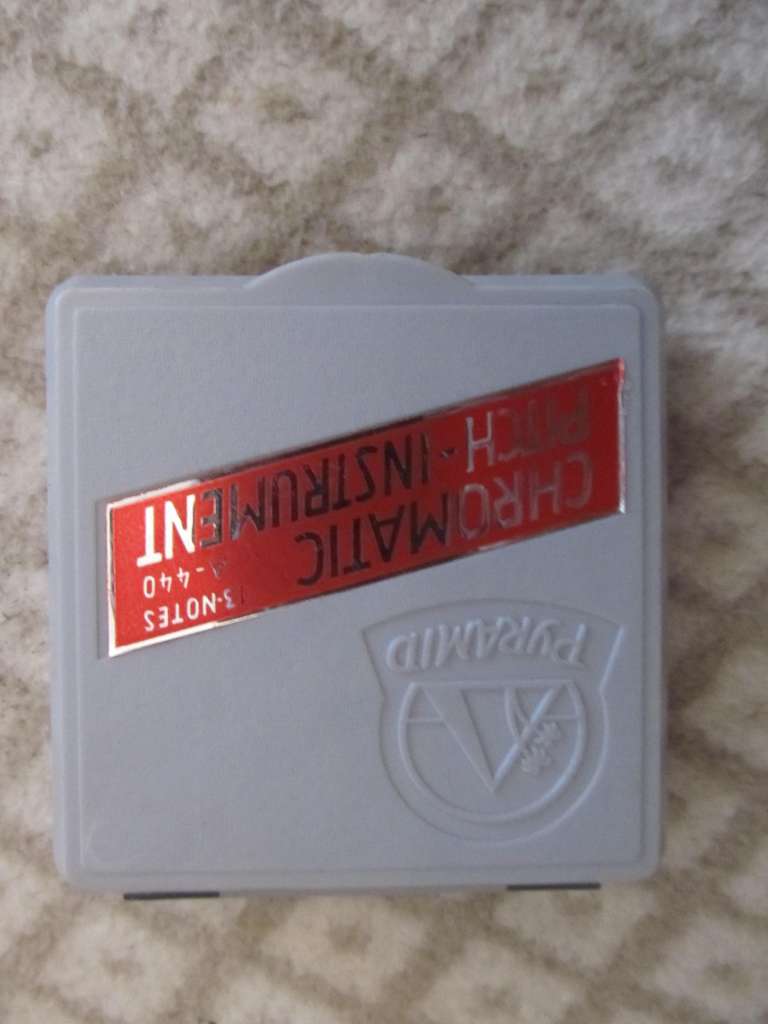 PYRAMID
13-NOTES
A-440
CHROMATIC
PITCH-INSTRUMENT